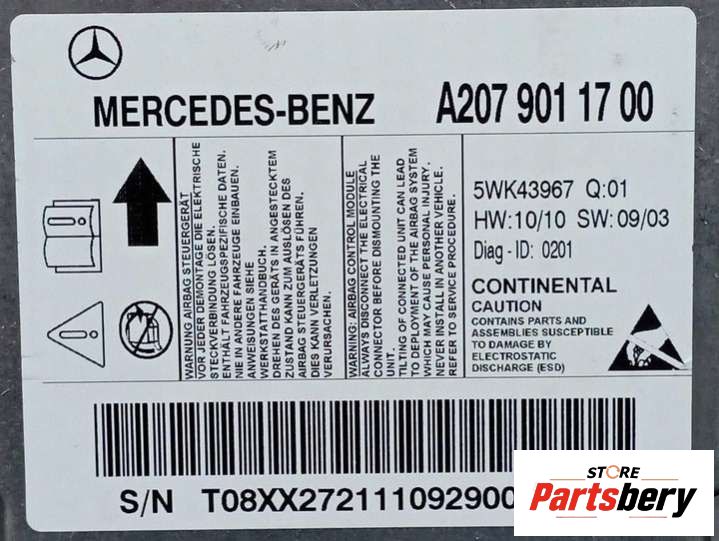 MERCEDES-BENZ
A207 901 17 00
WARNUNG AIRBAG STEUERGERÄT
VOR JEDER DEMONTAGE DIE ELEKTRISCHE
STECKVERBINDUNG LÖSEN.
ENTHÄLT FAHRZEUGSPEZIFISCHE DATEN.
NIE IN ANDERE FAHRZEUGE EINBAUEN.
ANWEISUNGEN SIEHE
WERKSTATTHANDBUCH.
DREHEN DES GERÄTS IN ANGESTECKTEM
ZUSTAND KANN ZUM AUSLÖSEN DES
AIRBAG STEUERGERÄTS FÜHREN.
DIES KANN VERLETZUNGEN
VERURSACHEN.
WARNING: AIRBAG CONTROL MODULE
ALWAYS DISCONNECT THE ELECTRICAL
CONNECTOR BEFORE DISMOUNTING THE
UNIT.
TILTING OF CONNECTED UNIT CAN LEAD
TO DEPLOYMENT OF THE AIRBAG SYSTEM
WHICH MAY CAUSE PERSONAL INJURY.
NEVER INSTALL IN ANOTHER VEHICLE.
REFER TO SERVICE PROCEDURE.
5WK43967 Q:01
HW:10/10 SW:09/03
Diag - ID: 0201
CONTINENTAL
CAUTION
CONTAINS PARTS AND
ASSEMBLIES SUSCEPTIBLE
TO DAMAGE BY
ELECTROSTATIC
DISCHARGE (ESD)
S/N T08XX272111092900
STORE
Partsbery